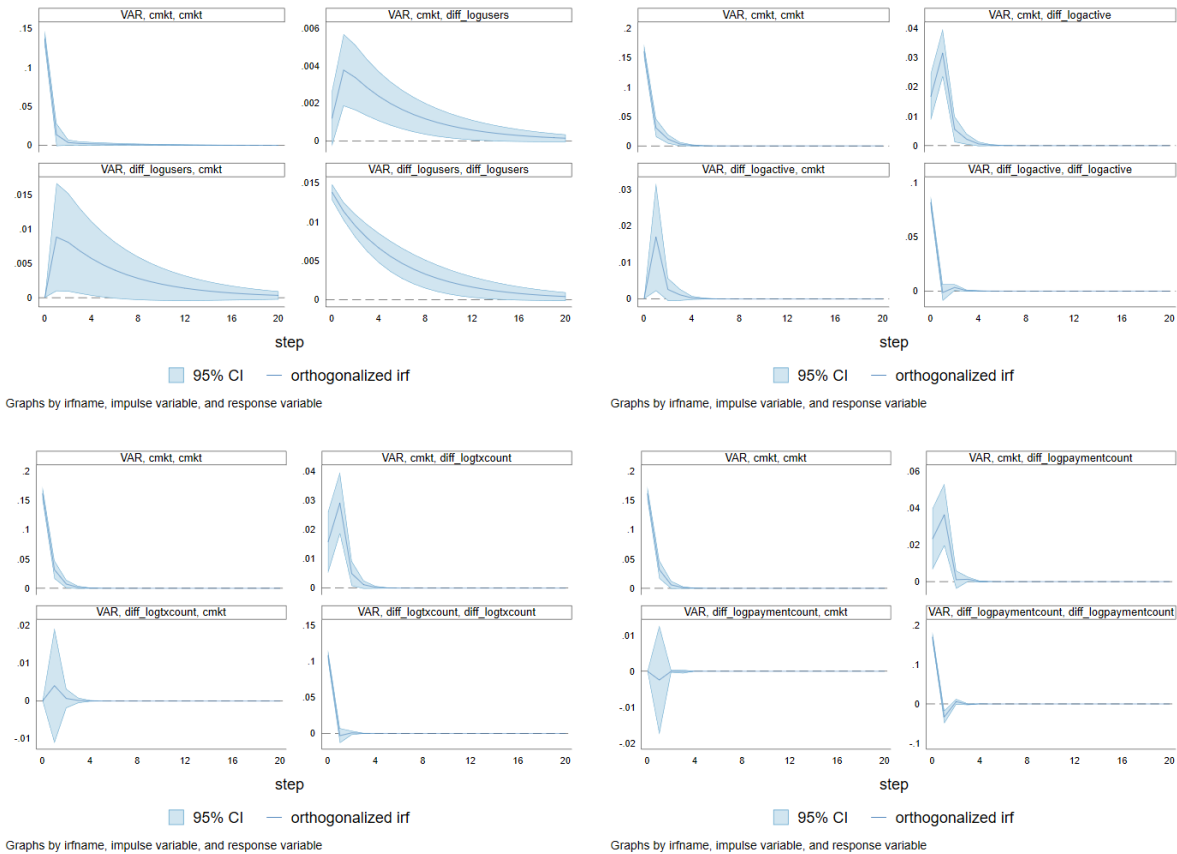 VAR, cmkt, cmkt
.15
.1
.05
0
VAR, cmkt, diff_logusers
.006
.004
.002
0
VAR, diff_logusers, cmkt
.015
.01
.005
0
0 4 8 12 16 20
VAR, diff_logusers, diff_logusers
.015
.01
.005
0
0 4 8 12 16 20
step
95% CI orthogonalized irf
Graphs by irfname, impulse variable, and response variable
VAR, cmkt, cmkt
.2
.15
.1
.05
0
VAR, cmkt, diff_logactive
.04
.03
.02
.01
0
VAR, diff_logactive, cmkt
.03
.02
.01
0
0 4 8 12 16 20
VAR, diff_logactive, diff_logactive
.1
.05
0
0 4 8 12 16 20
step
95% CI orthogonalized irf
Graphs by irfname, impulse variable, and response variable
VAR, cmkt, cmkt
.2
.15
.1
.05
0
VAR, cmkt, diff_logtxcount
.04
.03
.02
.01
0
VAR, diff_logtxcount, cmkt
.02
.01
0
-.01
0 4 8 12 16 20
VAR, diff_logtxcount, diff_logtxcount
.15
.1
.05
0
0 4 8 12 16 20
step
95% CI orthogonalized irf
Graphs by irfname, impulse variable, and response variable
VAR, cmkt, cmkt
.2
.15
.1
.05
0
VAR, cmkt, diff_logpaymentcount
.06
.04
.02
0
VAR, diff_logpaymentcount, cmkt
.01
0
-.01
-.02
0 4 8 12 16 20
VAR, diff_logpaymentcount, diff_logpaymentcount
.2
.1
0
-.1
0 4 8 12 16 20
step
95% CI orthogonalized irf
Graphs by irfname, impulse variable, and response variable